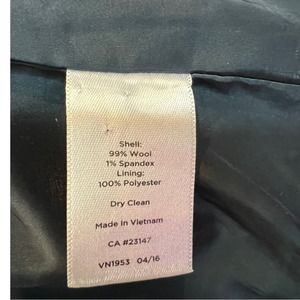 Shell:
99% Wool
1% Spandex
Lining:
100% Polyester
Dry Clean
Made in Vietnam
CA #23147
VN1953 04/16